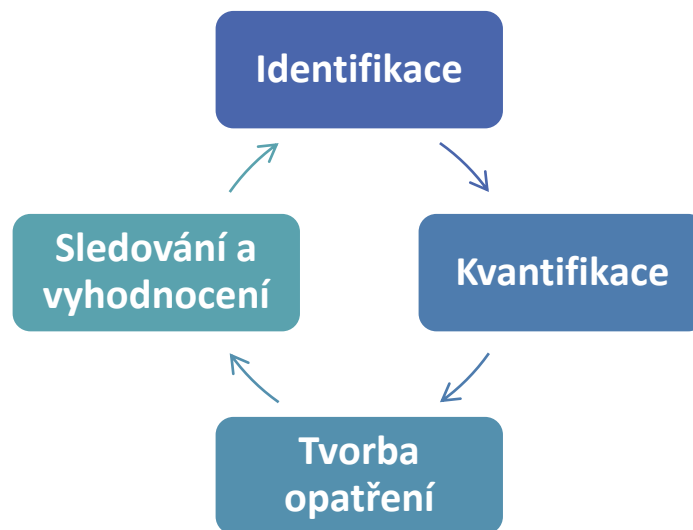 Identifikace
Sledování a
vyhodnocení
Kvantifikace
Tvorba
opatření